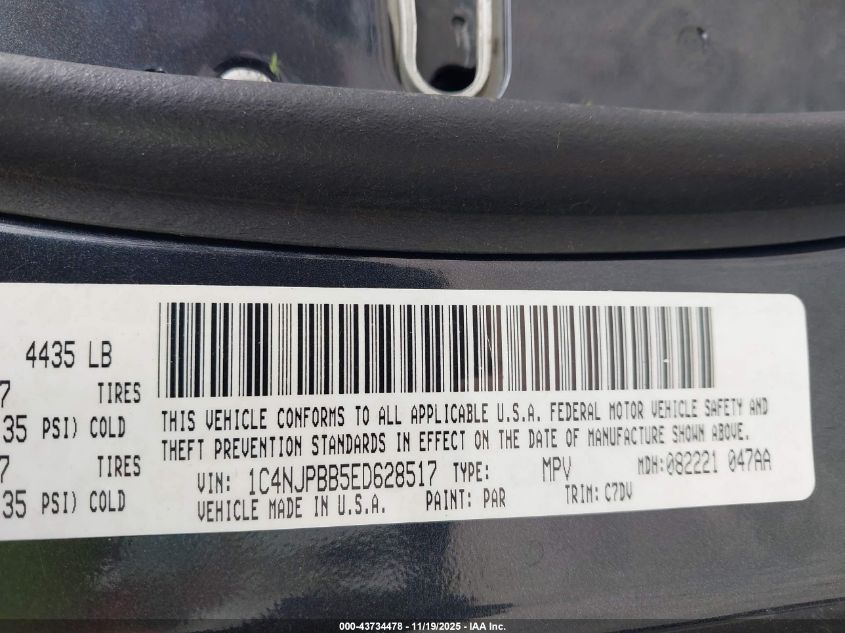 4435 LB
7 TIRES
35 PSI) COLD
7 TIRES
35 PSI) COLD
THIS VEHICLE CONFORMS TO ALL APPLICABLE U.S.A. FEDERAL MOTOR VEHICLE SAFETY AND
THEFT PREVENTION STANDARDS IN EFFECT ON THE DATE OF MANUFACTURE SHOWN ABOVE.
VIN: 1C4NJPBB5ED628517 TYPE: MPV MDH:082221 047AA
VEHICLE MADE IN U.S.A. PAINT: PAR TRIM: C7DV
000-43734478 - 11/19/2025 - IAA Inc.